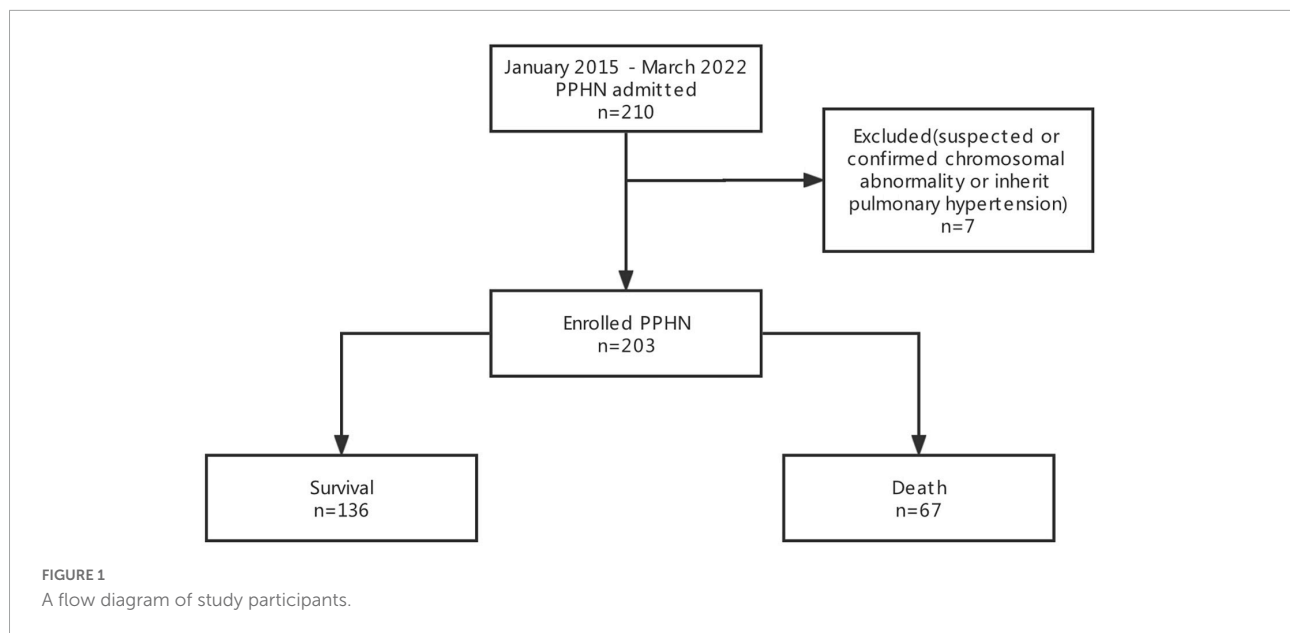 January 2015 - March 2022
PPHN admitted
n=210
Excluded(suspected or
confirmed chromosomal
abnormality or inherit
pulmonary hypertension)
n=7
Enrolled PPHN
n=203
Survival
n=136
Death
n=67
FIGURE 1
A flow diagram of study participants.